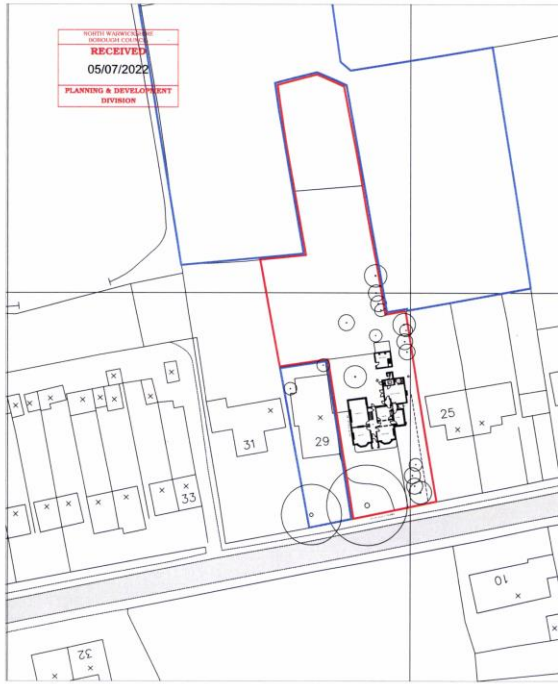 NORTH WARWICKSHIRE
BOROUGH COUNCIL
RECEIVED
05/07/2022
PLANNING & DEVELOPMENT
DIVISION
25
31
29
33
10
32